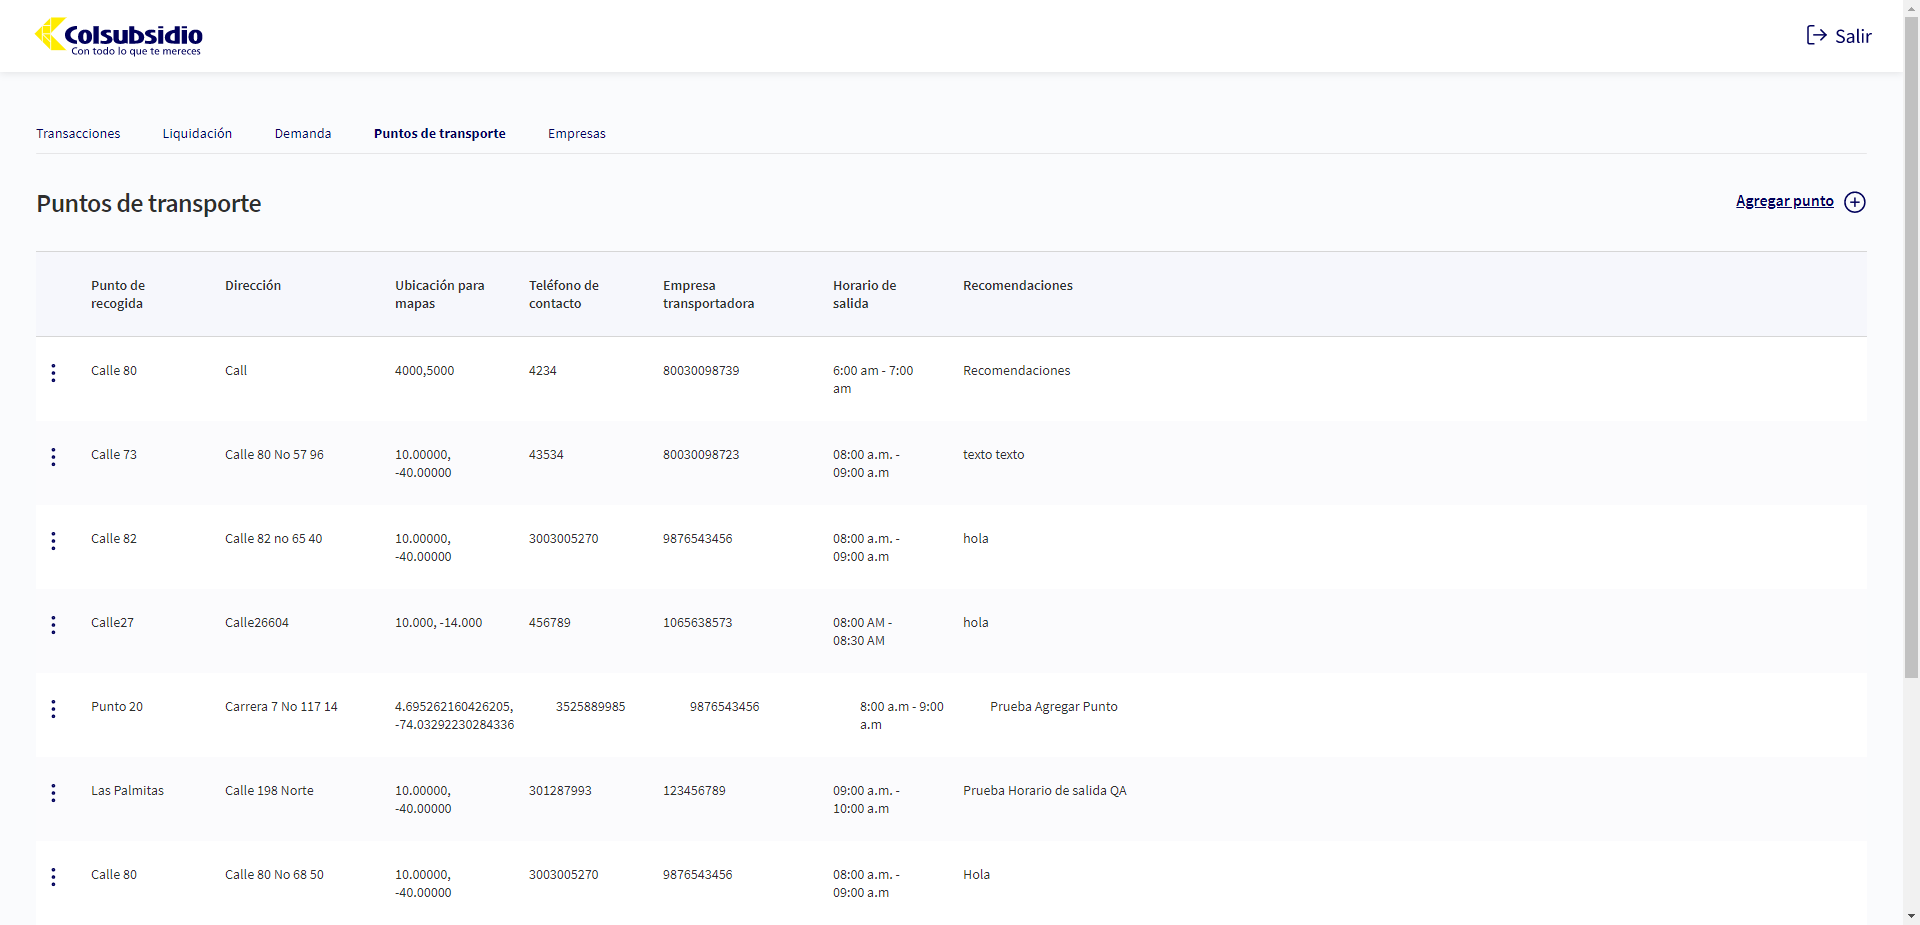 Colsubsidio
Con todo lo que te mereces
Salir
Transacciones Liquidación Demanda Puntos de transporte Empresas
Puntos de transporte
Agregar punto
Punto de recogida Dirección Ubicación para mapas Teléfono de contacto Empresa transportadora Horario de salida Recomendaciones
Calle 80 Call 4000,5000 4234 80030098739 6:00 am - 7:00 am Recomendaciones
Calle 73 Calle 80 No 57 96 10.00000, -40.00000 43534 80030098723 08:00 a.m. - 09:00 a.m texto texto
Calle 82 Calle 82 no 65 40 10.00000, -40.00000 3003005270 9876543456 08:00 a.m. - 09:00 a.m hola
Calle27 Calle26604 10.000, -14.000 456789 1065638573 08:00 AM - 08:30 AM hola
Punto 20 Carrera 7 No 117 14 4.695262160426205, -74.03292230284336 3525889985 9876543456 8:00 a.m - 9:00 a.m Prueba Agregar Punto
Las Palmitas Calle 198 Norte 10.00000, -40.00000 301287993 123456789 09:00 a.m. - 10:00 a.m Prueba Horario de salida QA
Calle 80 Calle 80 No 68 50 10.00000, -40.00000 3003005270 9876543456 08:00 a.m. - 09:00 a.m Hola